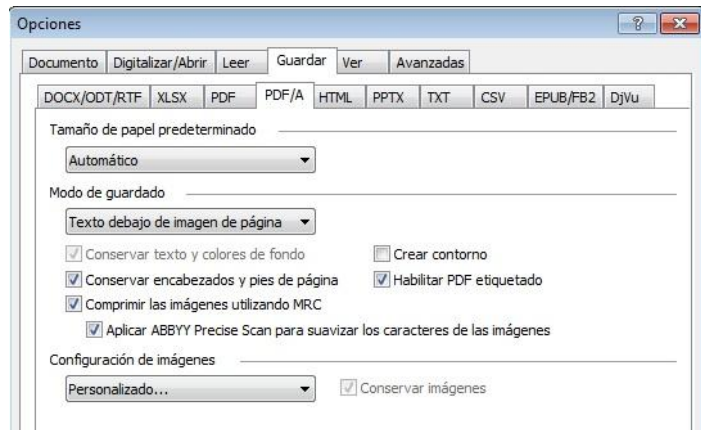 Opciones
Documento Digitalizar/Abrir Leer Guardar Ver Avanzadas
DOCX/ODT/RTF XLSX PDF PDF/A HTML PPTX TXT CSV EPUB/FB2 DjVu
Tamaño de papel predeterminado
Automático
Modo de guardado
Texto debajo de imagen de página
Conservar texto y colores de fondo Crear contorno
Conservar encabezados y pies de página Habilitar PDF etiquetado
Comprimir las imágenes utilizando MRC
Aplicar ABBYY Precise Scan para suavizar los caracteres de las imágenes
Configuración de imágenes
Personalizado... Conservar imágenes